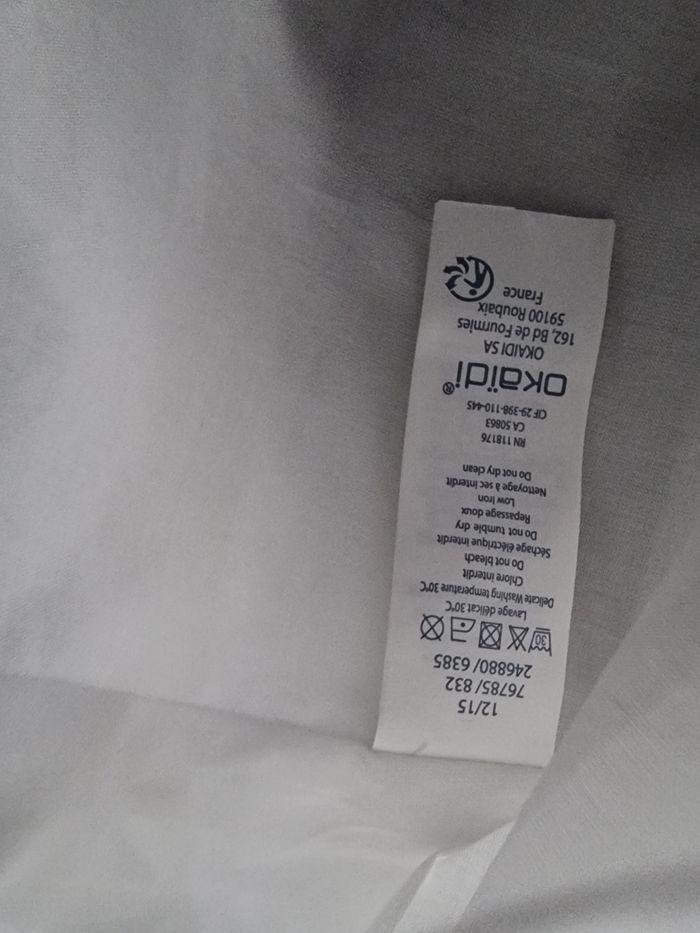 12/15
76785/ 832
246880/ 6385
30
Lavage délicat 30°C
Delicate Washing temperature 30°C
Chlore interdit
Do not bleach
Séchage éléctrique interdit
Do not tumble dry
Repassage doux
Low Iron
Nettoyage à sec interdit
Do not dry clean
RN 118176
CA 50863
CIF 29-398-110-445
okaïdi®
OKAIDI SA
162, Bd de Fourmies
59100 Roubaix
France